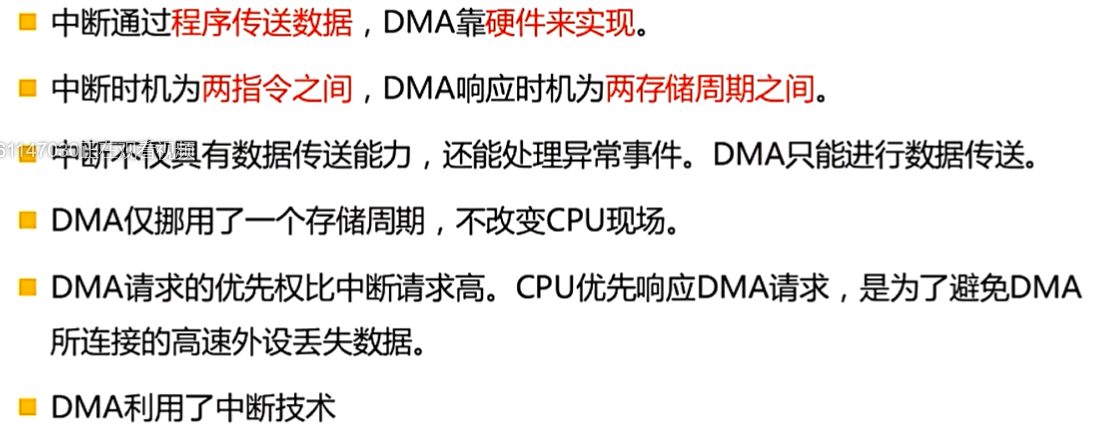 中断通过程序传送数据，DMA靠硬件来实现。
中断时机为两指令之间，DMA响应时机为两存储周期之间。
中断不仅具有数据传送能力，还能处理异常事件。DMA只能进行数据传送。
DMA仅挪用了一个存储周期，不改变CPU现场。
DMA请求的优先权比中断请求高。CPU优先响应DMA请求，是为了避免DMA
所连接的高速外设丢失数据。
DMA利用了中断技术